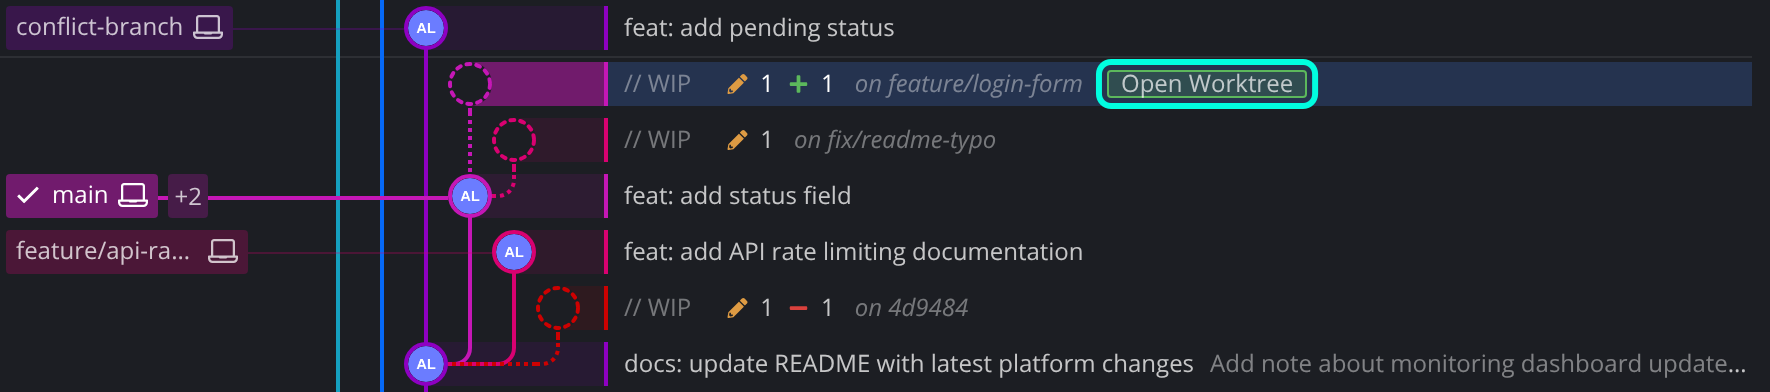 conflict-branch AL feat: add pending status
// WIP 1 + 1 on feature/login-form Open Worktree
// WIP 1 on fix/readme-typo
✓ main +2 AL feat: add status field
feature/api-ra... AL feat: add API rate limiting documentation
// WIP 1 − 1 on 4d9484
AL docs: update README with latest platform changes Add note about monitoring dashboard update...